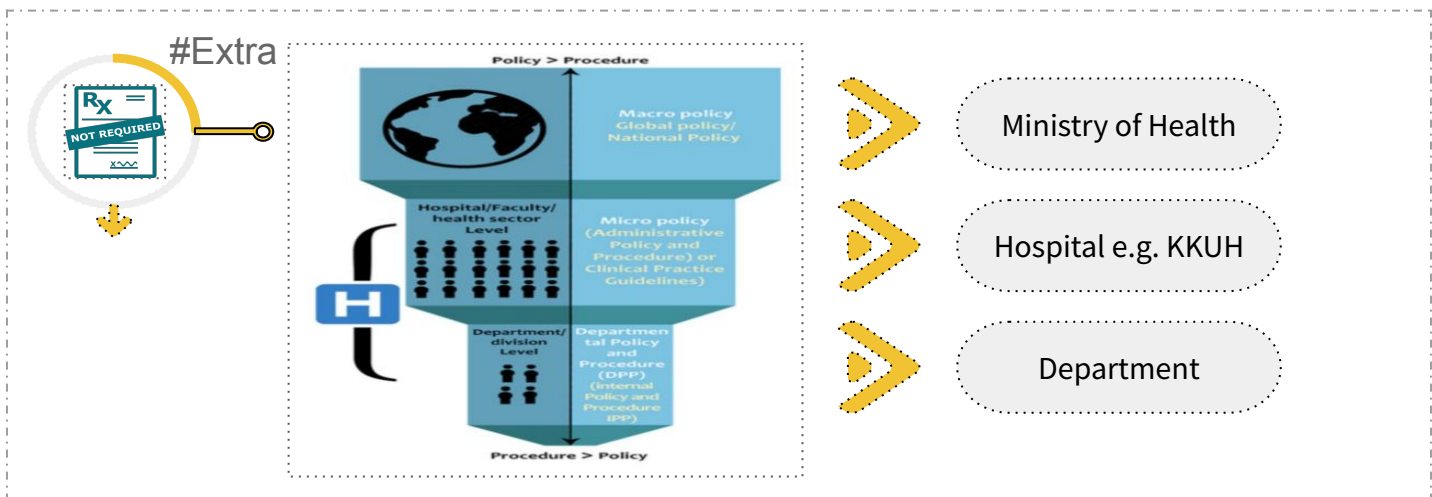 #Extra
Rx
NOT REQUIRED
Policy > Procedure
Macro policy
Global policy/
National Policy
Hospital/Faculty/
health sector
Level
Micro policy
(Administrative
Policy and
Procedure) or
Clinical Practice
Guidelines)
H
Department/
division
Level
Departmen
tal Policy
and
Procedure
(DPP)
(internal
Policy and
Procedure
IPP)
Procedure > Policy
Ministry of Health
Hospital e.g. KKUH
Department